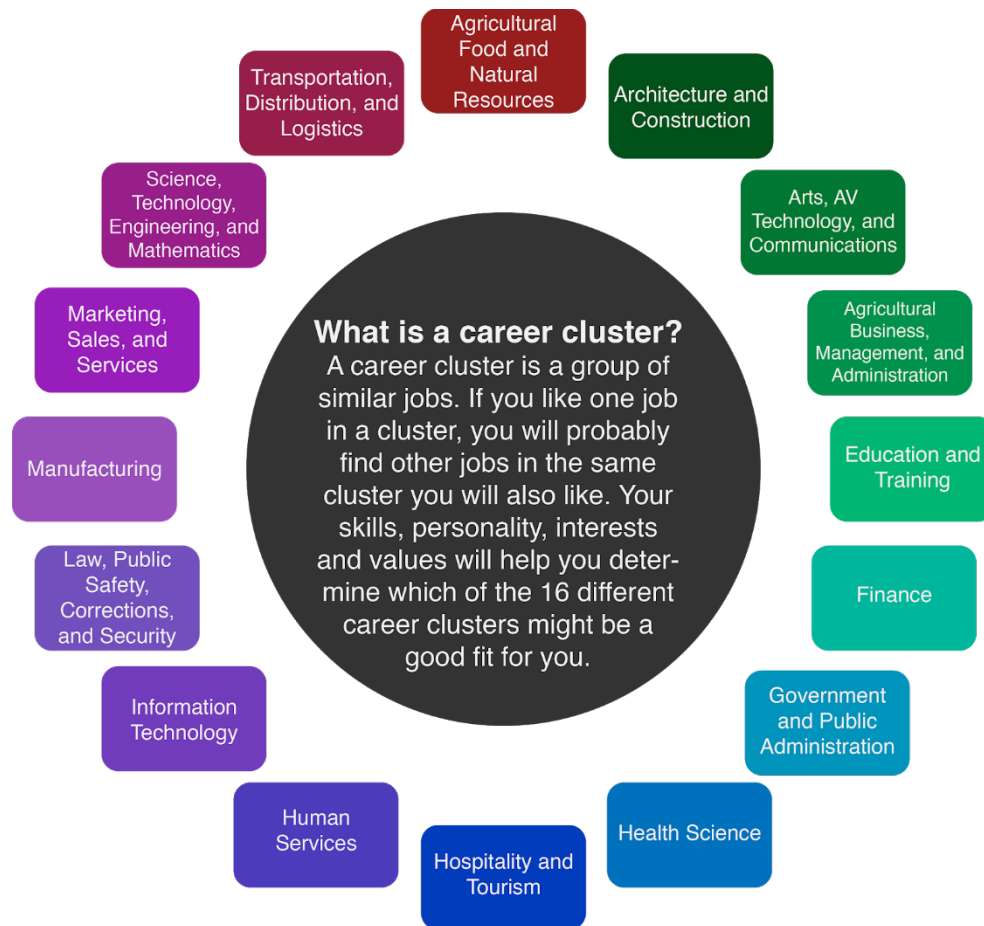 Agricultural
Food and
Natural
Resources
Architecture and
Construction
Arts, AV
Technology, and
Communications
Agricultural
Business,
Management, and
Administration
Education and
Training
Finance
Government
and Public
Administration
Health Science
Hospitality and
Tourism
Human
Services
Information
Technology
Law, Public
Safety,
Corrections,
and Security
Manufacturing
Marketing,
Sales, and
Services
Science,
Technology,
Engineering, and
Mathematics
Transportation,
Distribution, and
Logistics
What is a career cluster?
A career cluster is a group of
similar jobs. If you like one job
in a cluster, you will probably
find other jobs in the same
cluster you will also like. Your
skills, personality, interests
and values will help you deter-
mine which of the 16 different
career clusters might be a
good fit for you.